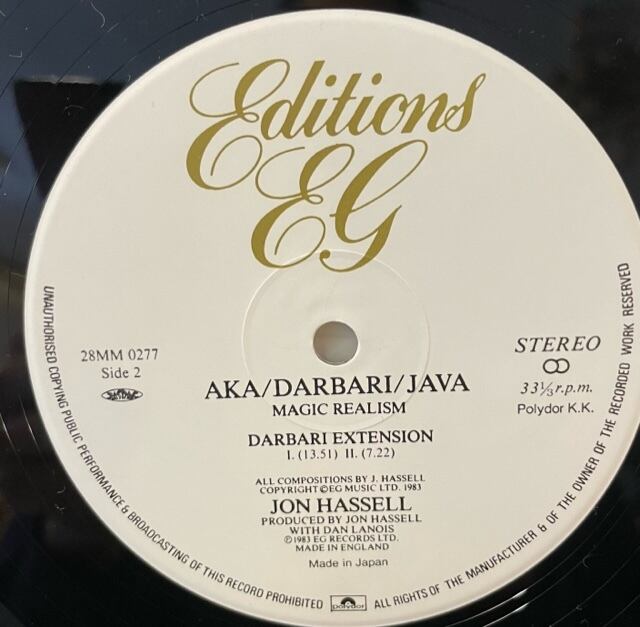 Editions
EG
28MM 0277
Side 2
JASRAC
STEREO
33⅓ r.p.m.
Polydor K.K.
AKA/DARBARI/JAVA
MAGIC REALISM
DARBARI EXTENSION
I. (13.51) II. (7.22)
ALL COMPOSITIONS BY J. HASSELL
COPYRIGHT ©EG MUSIC LTD. 1983
JON HASSELL
PRODUCED BY JON HASSELL
WITH DAN LANOIS
℗1983 EG RECORDS LTD.
MADE IN ENGLAND
Made in Japan
UNAUTHORISED COPYING PUBLIC PERFORMANCE & BROADCASTING OF THIS RECORD PROHIBITED
polydor
ALL RIGHTS OF THE MANUFACTURER & OF THE OWNER OF THE RECORDED WORK RESERVED